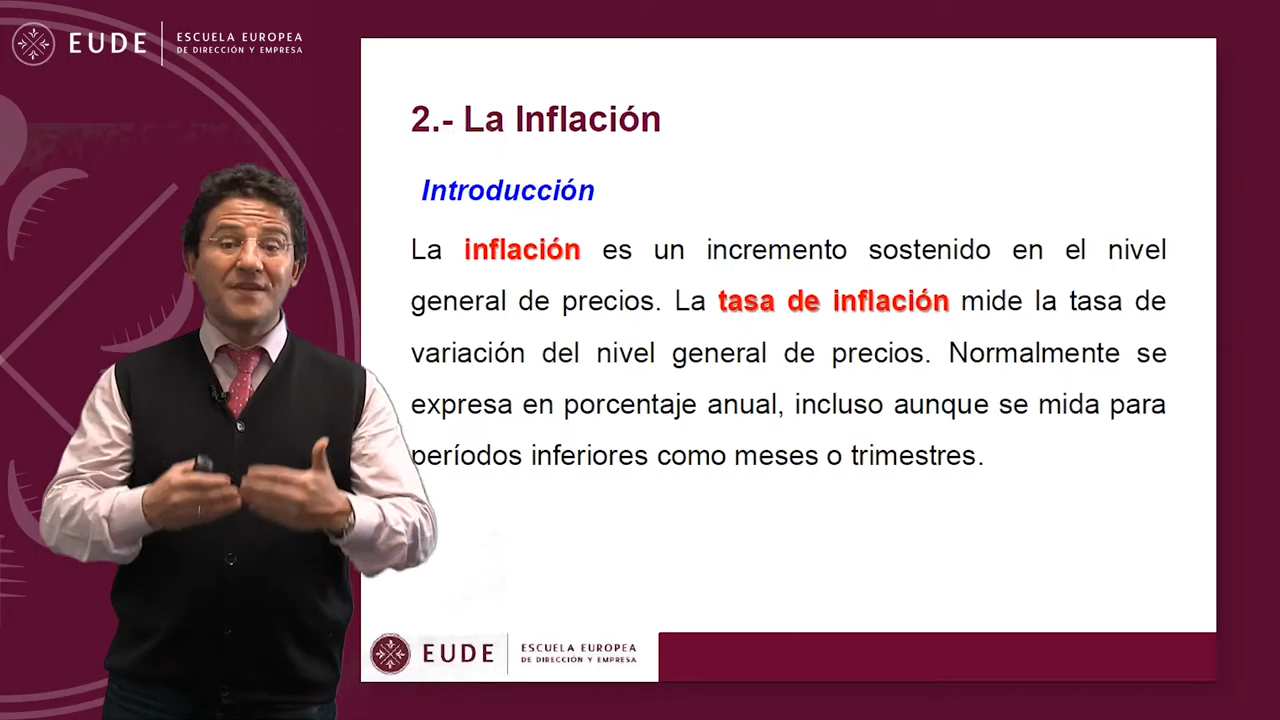 EUDE
ESCUELA EUROPEA
DE DIRECCIÓN Y EMPRESA
2.- La Inflación
Introducción
La inflación es un incremento sostenido en el nivel
general de precios. La tasa de inflación mide la tasa de
variación del nivel general de precios. Normalmente se
expresa en porcentaje anual, incluso aunque se mida para
períodos inferiores como meses o trimestres.
EUDE
ESCUELA EUROPEA
DE DIRECCIÓN Y EMPRESA